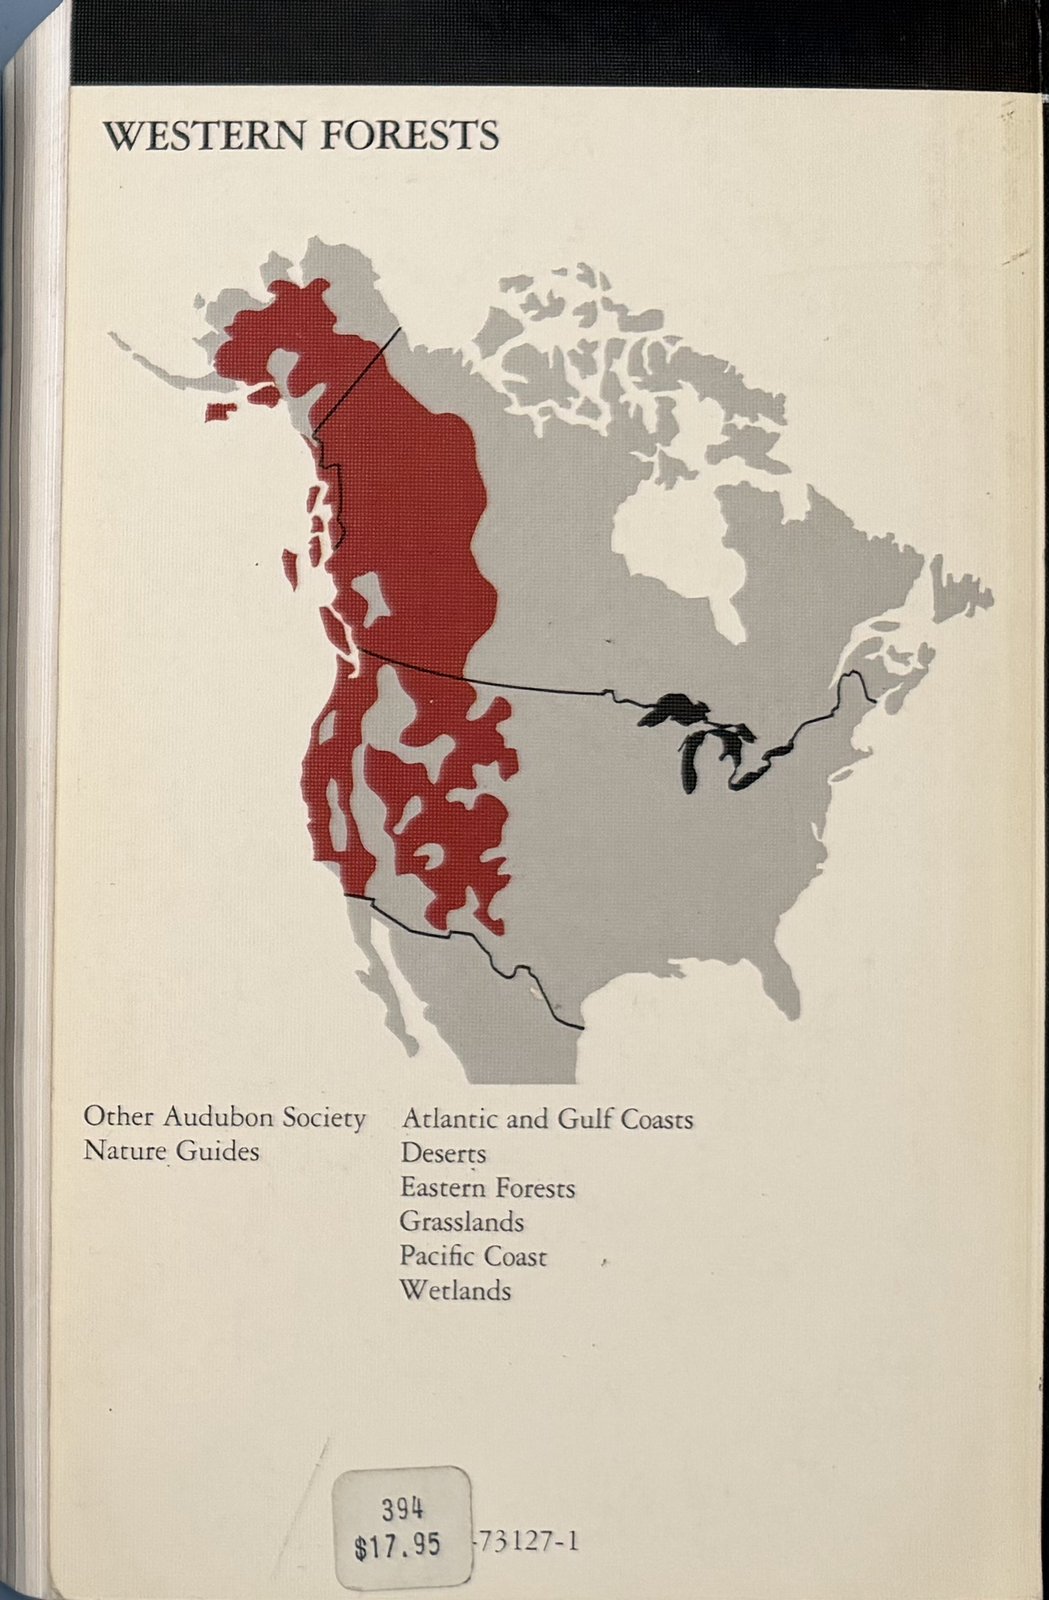 WESTERN FORESTS
Other Audubon Society
Nature Guides
Atlantic and Gulf Coasts
Deserts
Eastern Forests
Grasslands
Pacific Coast
Wetlands
394
$17.95
-73127-1